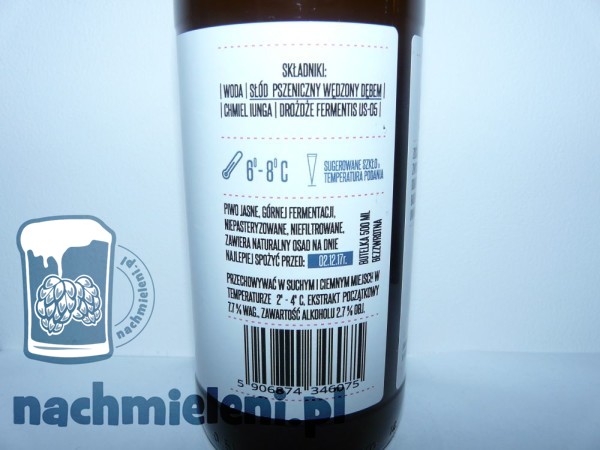 SKŁADNIKI:
| WODA | SŁÓD PSZENICZNY WĘDZONY DĘBEM |
| CHMIEL IUNGA | DROŻDŻE FERMENTIS US-05 |
6° - 8° C
SUGEROWANE SZKŁO
TEMPERATURA PODANIA
PIWO JASNE, GÓRNEJ FERMENTACJI,
NIEPASTERYZOWANE, NIEFILTROWANE,
ZAWIERA NATURALNY OSAD NA DNIE
NAJLEPIEJ SPOŻYĆ PRZED: 02.12.17r.
BUTELKA 500 ML
BEZZWROTNA
PRZECHOWYWAĆ W SUCHYM I CIEMNYM MIEJSCU W
TEMPERATURZE 2° - 4° C. EKSTRAKT POCZĄTKOWY
7,7 % WAG., ZAWARTOŚĆ ALKOHOLU 2.7 % OBJ.
5 906874 346075
nachmieleni.pl
nachmieleni.pl